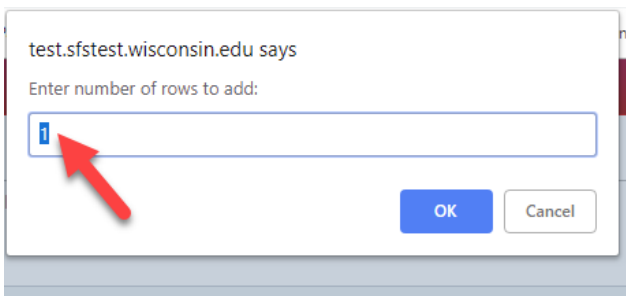 test.sfstest.wisconsin.edu says
Enter number of rows to add:
1
OK
Cancel